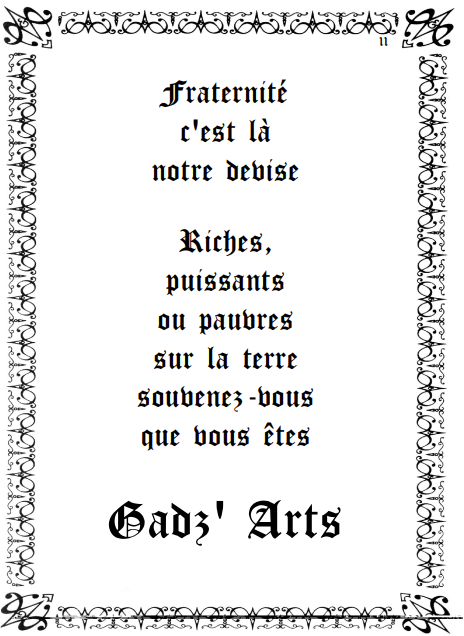 11
Fraternité
c'est là
notre devise
Riches,
puissants
ou pauvres
sur la terre
souvenez-vous
que vous êtes
Gadz' Arts